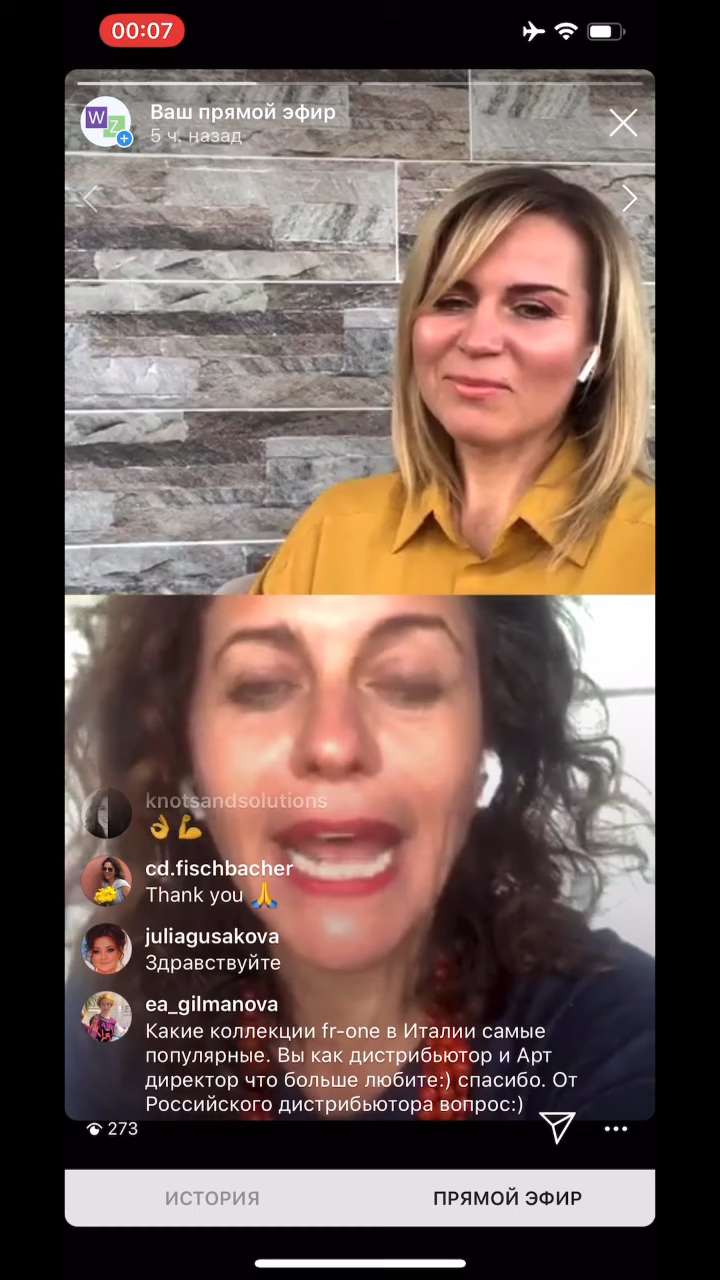 00:07
W
Z
Ваш прямой эфир
5 ч. назад
knotsandsolutions
👌💪
cd.fischbacher
Thank you 🙏
juliagusakova
Здравствуйте
ea_gilmanova
Какие коллекции fr-one в Италии самые
популярные. Вы как дистрибьютор и Арт
директор что больше любите:) спасибо. От
Российского дистрибьютора вопрос:)
273
ИСТОРИЯ
ПРЯМОЙ ЭФИР